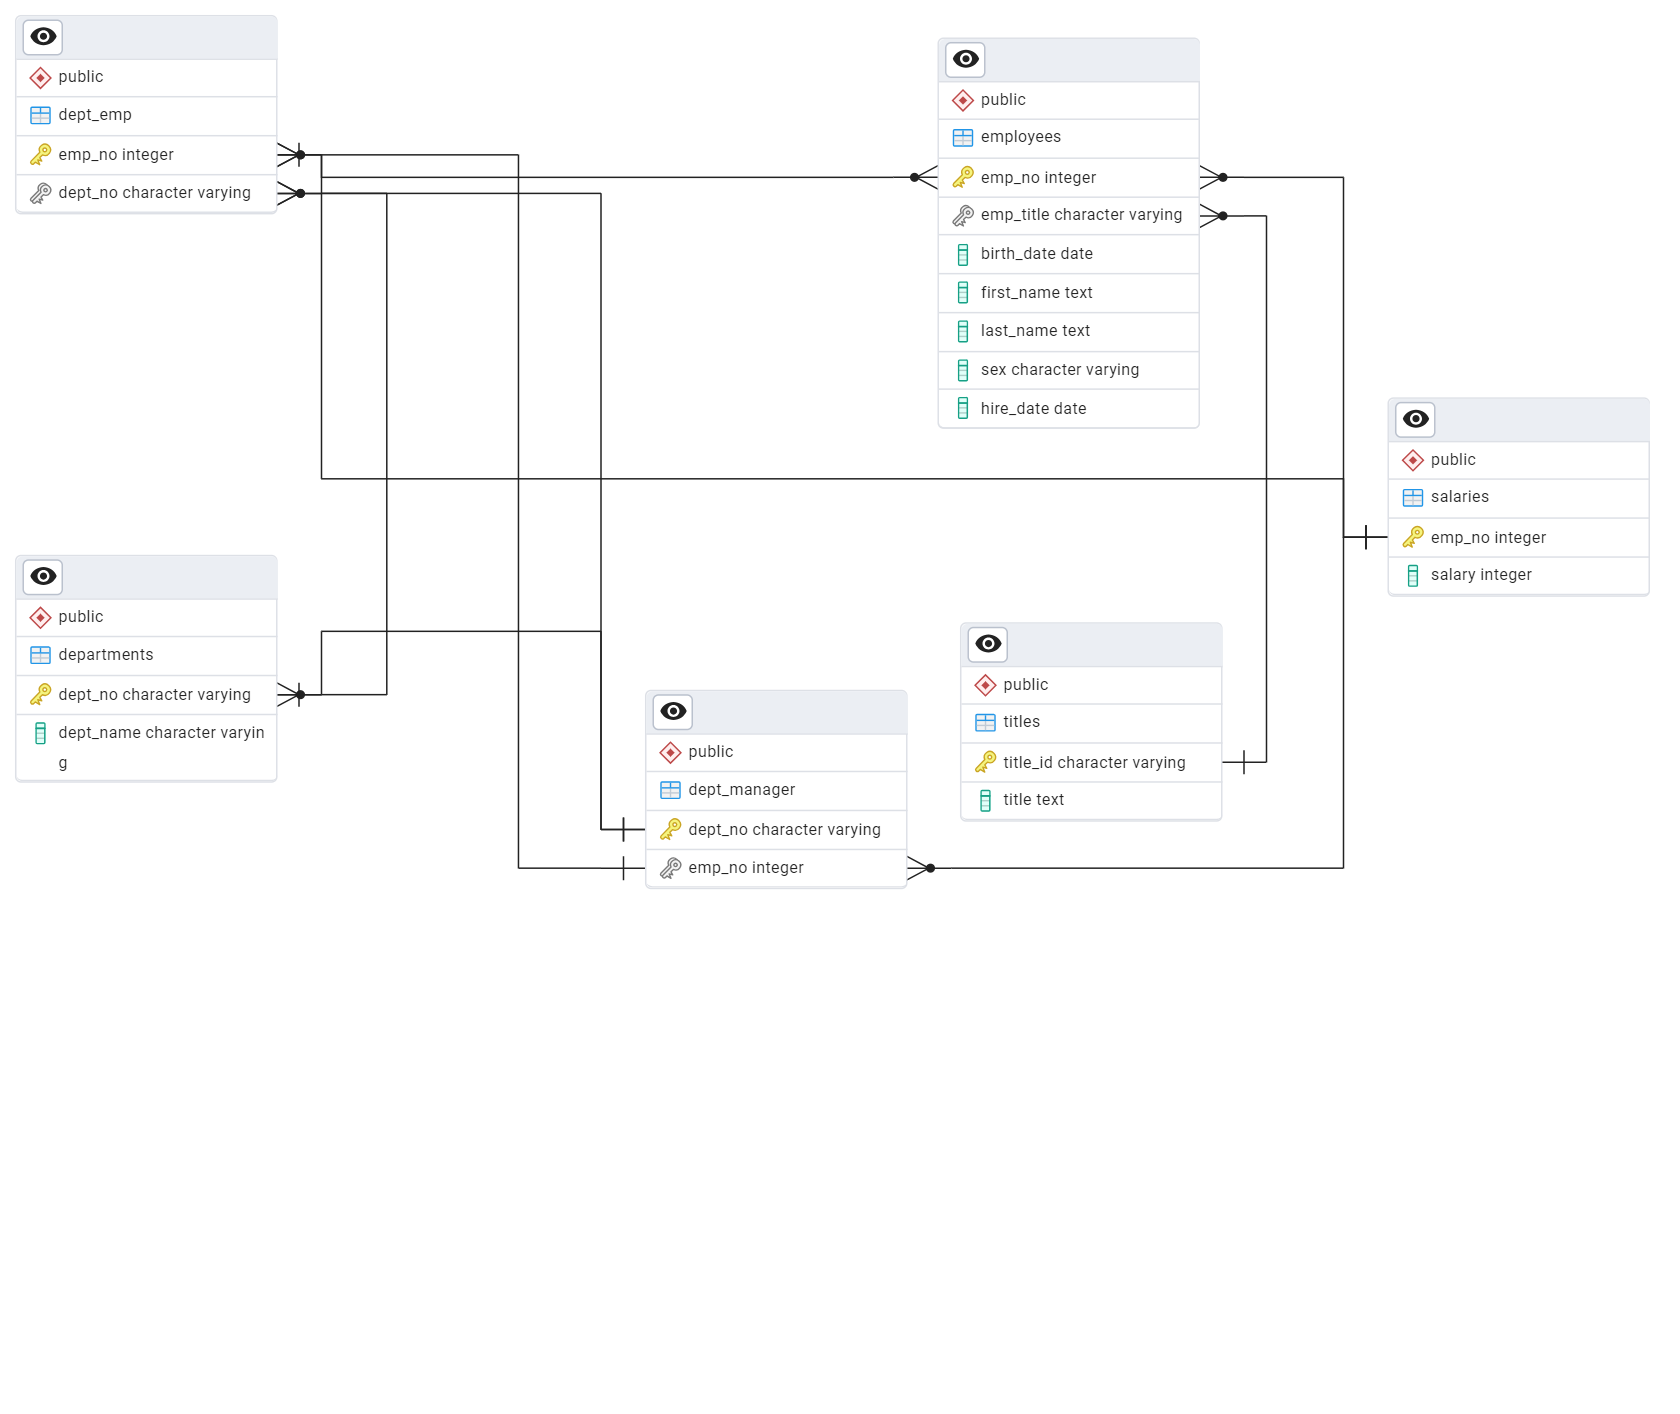 public
dept_emp
emp_no integer
dept_no character varying
public
employees
emp_no integer
emp_title character varying
birth_date date
first_name text
last_name text
sex character varying
hire_date date
public
salaries
emp_no integer
salary integer
public
departments
dept_no character varying
dept_name character varyin
g
public
titles
title_id character varying
title text
public
dept_manager
dept_no character varying
emp_no integer